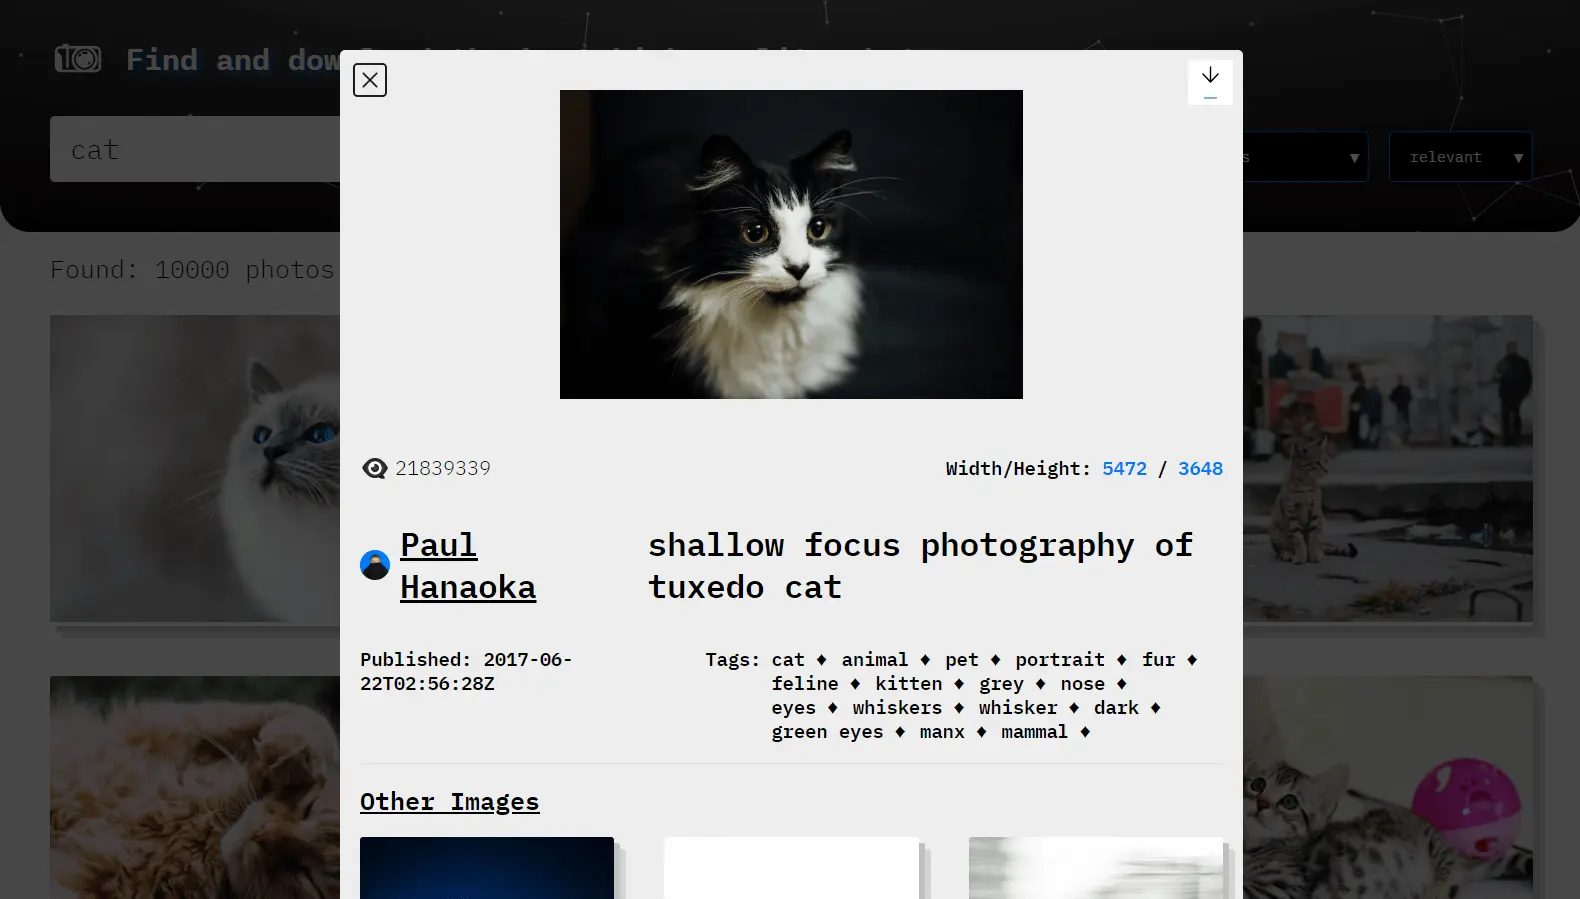 Find and dow
cat
s ▼
relevant ▼
Found: 10000 photos
21839339
Width/Height: 5472 / 3648
Paul
Hanaoka
shallow focus photography of
tuxedo cat
Published: 2017-06-
22T02:56:28Z
Tags: cat ♦ animal ♦ pet ♦ portrait ♦ fur ♦
feline ♦ kitten ♦ grey ♦ nose ♦
eyes ♦ whiskers ♦ whisker ♦ dark ♦
green eyes ♦ manx ♦ mammal ♦
Other Images